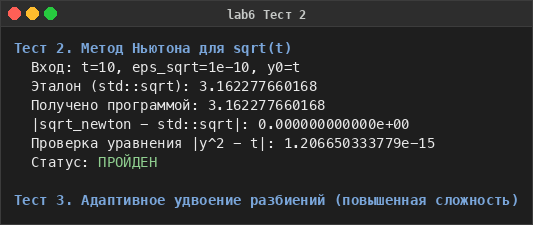 lab6 Тест 2
Тест 2. Метод Ньютона для sqrt(t)
Вход: t=10, eps_sqrt=1e-10, y0=t
Эталон (std::sqrt): 3.162277660168
Получено программой: 3.162277660168
|sqrt_newton − std::sqrt|: 0.000000000000e+00
Проверка уравнения |y^2 − t|: 1.206650333779e-15
Статус: ПРОЙДЕН
Тест 3. Адаптивное удвоение разбиений (повышенная сложность)